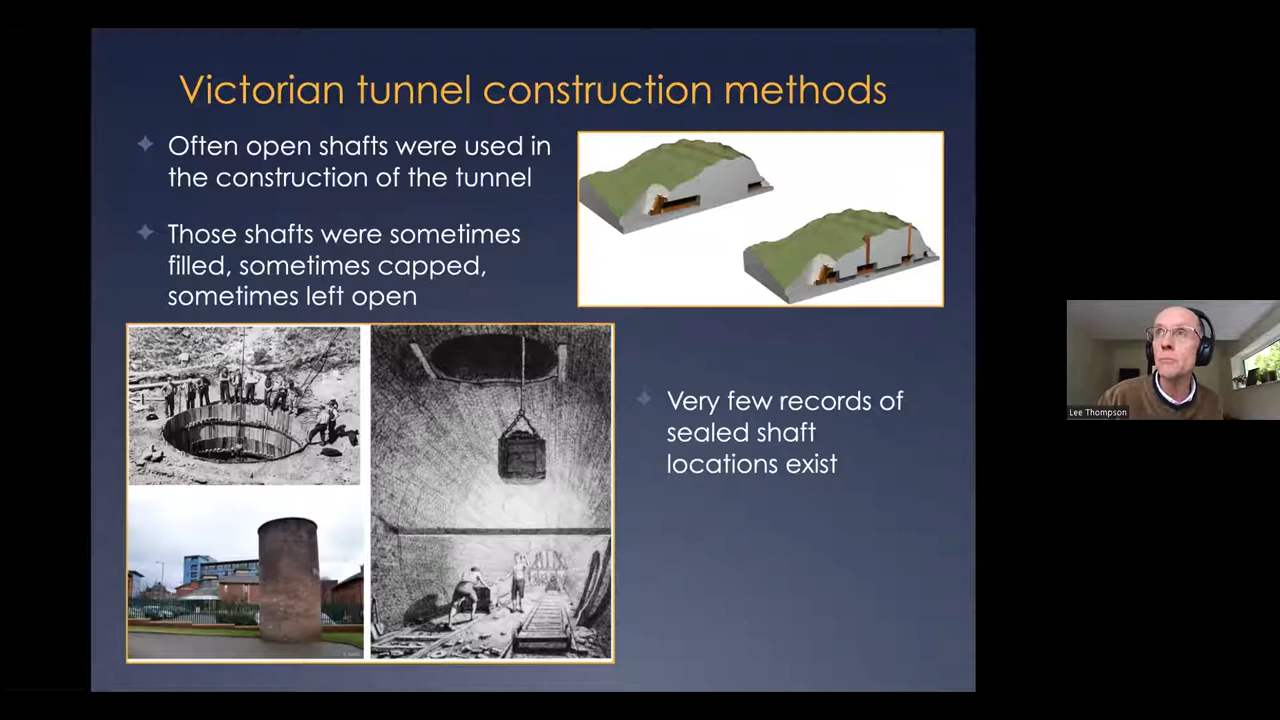 Victorian tunnel construction methods
Often open shafts were used in
the construction of the tunnel
Those shafts were sometimes
filled, sometimes capped,
sometimes left open
Very few records of
sealed shaft
locations exist
Lee Thompson